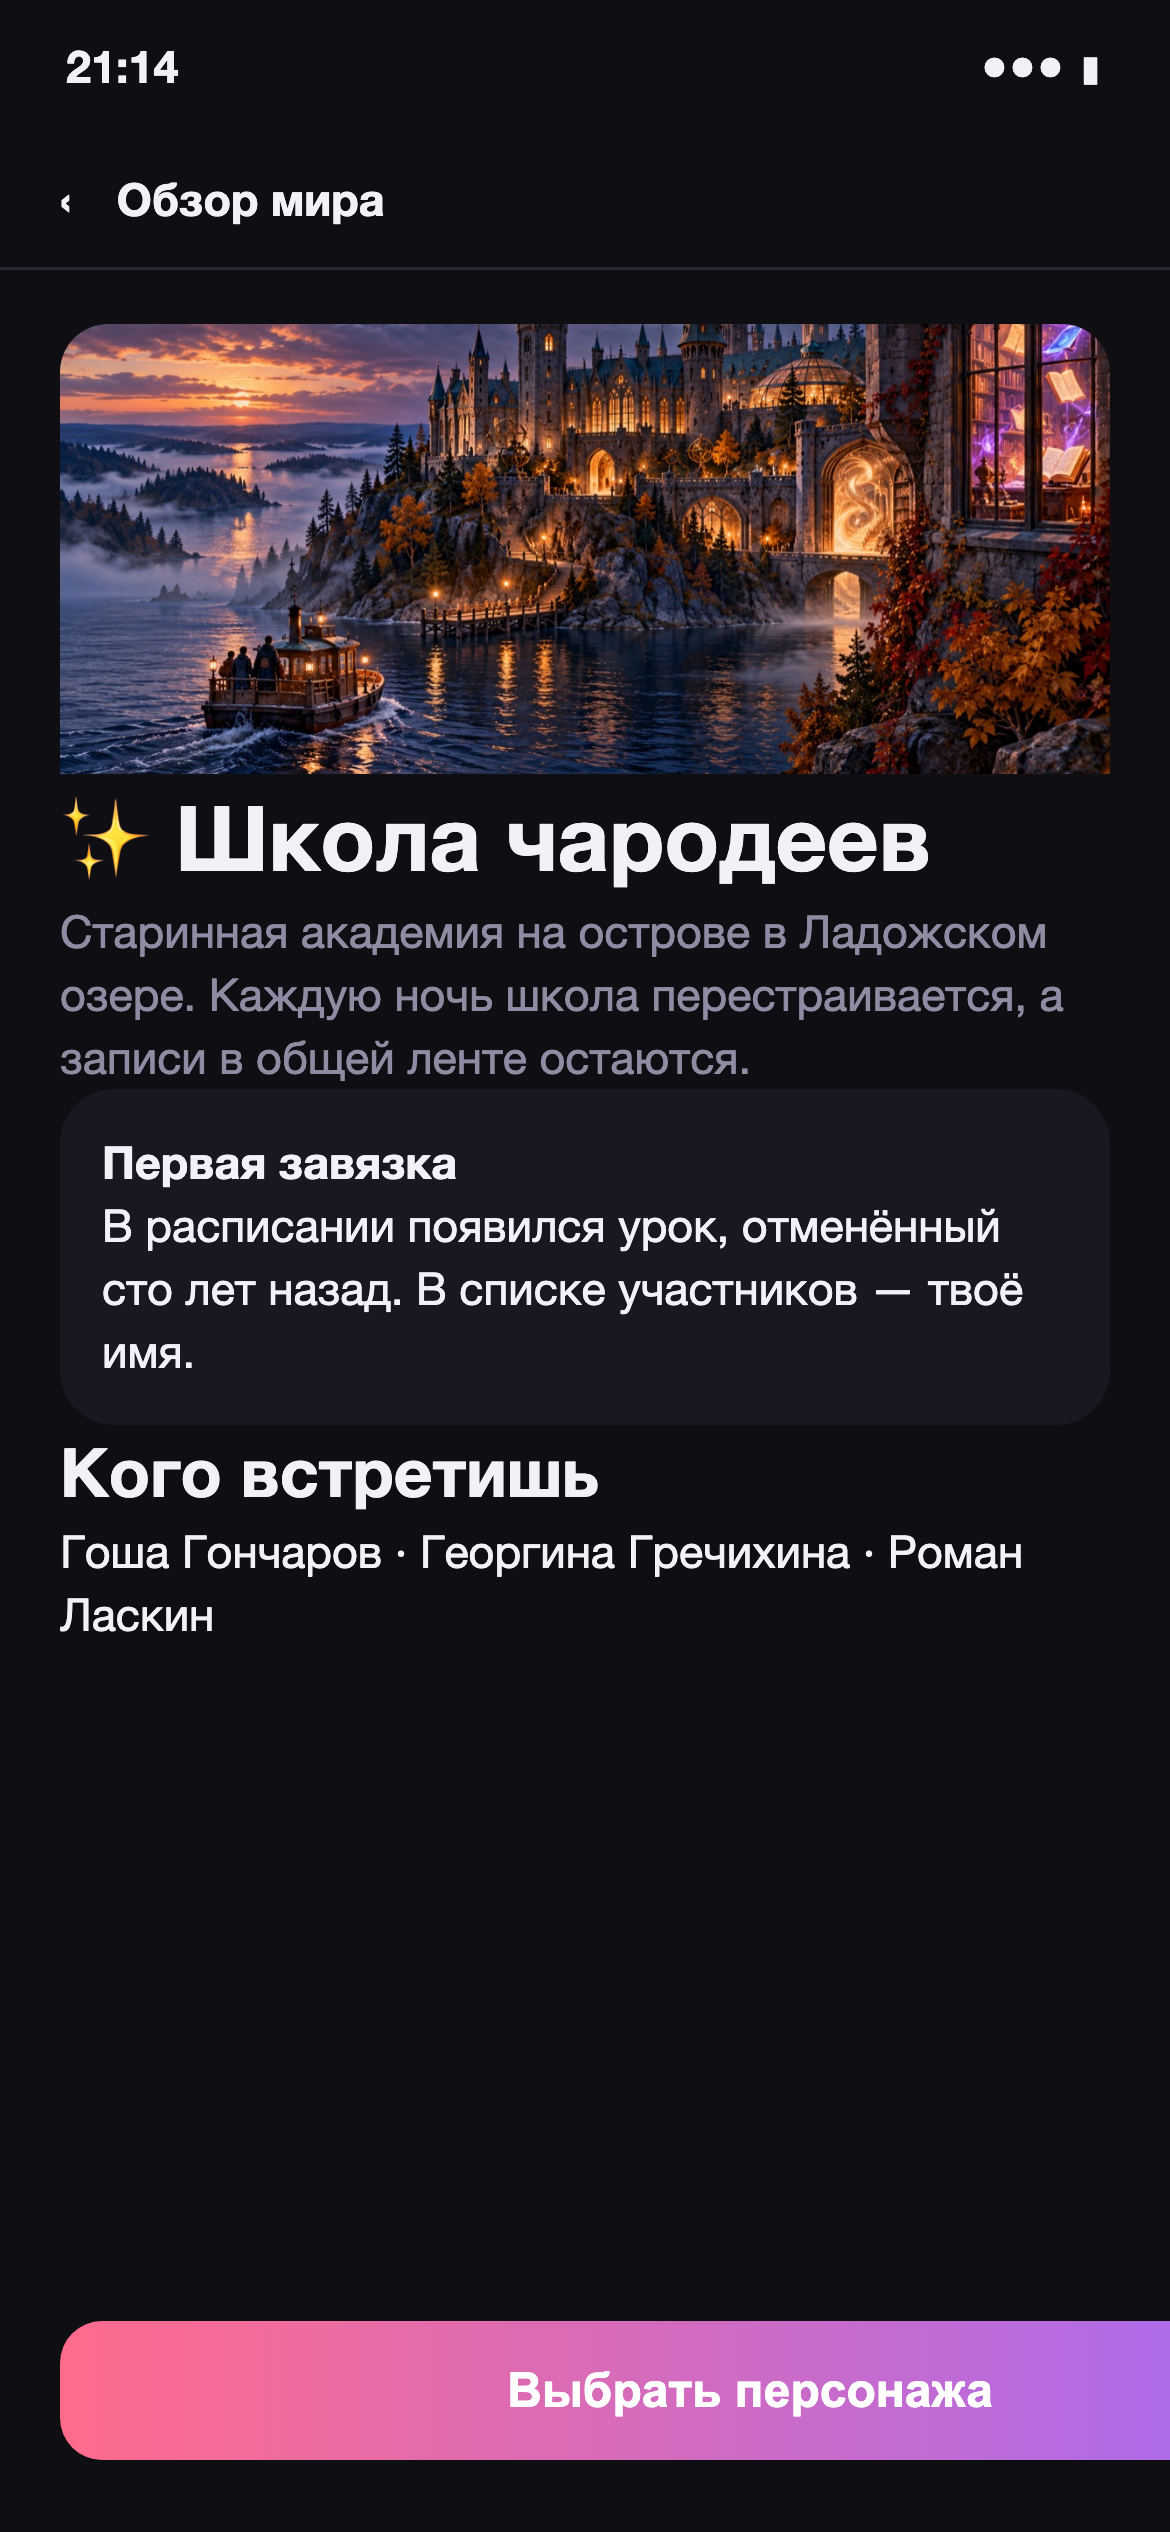 21:14
‹ Обзор мира
✨ Школа чародеев
Старинная академия на острове в Ладожском
озере. Каждую ночь школа перестраивается, а
записи в общей ленте остаются.
Первая завязка
В расписании появился урок, отменённый
сто лет назад. В списке участников — твоё
имя.
Кого встретишь
Гоша Гончаров · Георгина Гречихина · Роман
Ласкин
Выбрать персонажа